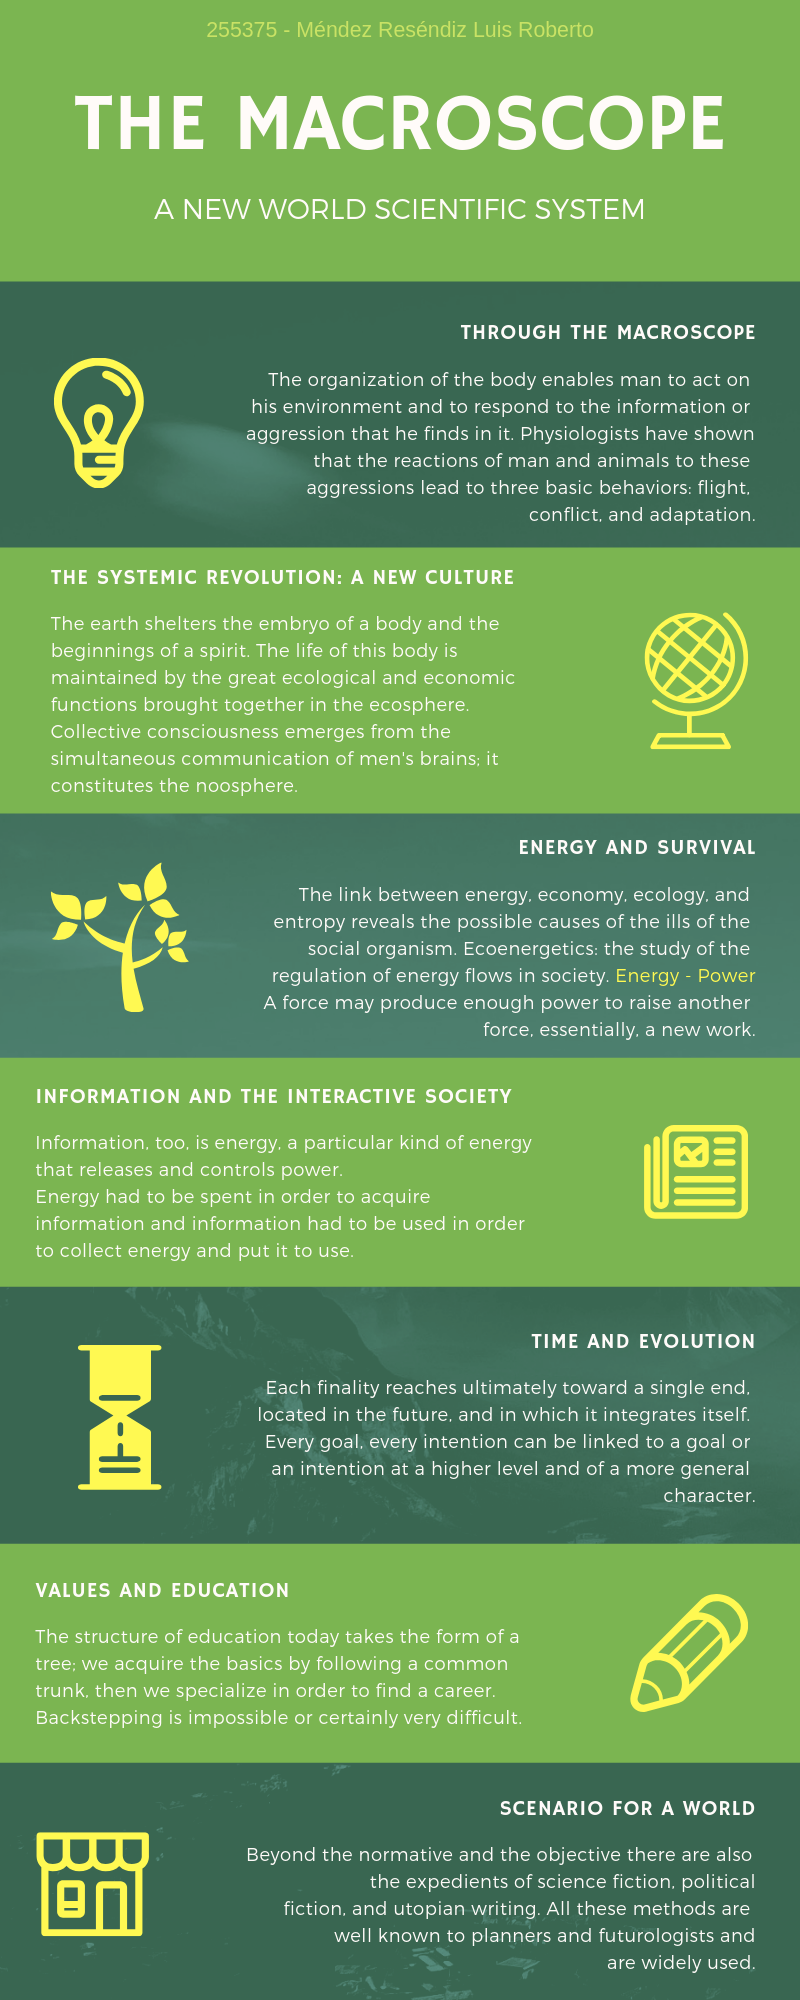 255375 - Méndez Reséndiz Luis Roberto
THE MACROSCOPE
A NEW WORLD SCIENTIFIC SYSTEM
THROUGH THE MACROSCOPE
The organization of the body enables man to act on
his environment and to respond to the information or
aggression that he finds in it. Physiologists have shown
that the reactions of man and animals to these
aggressions lead to three basic behaviors: flight,
conflict, and adaptation.
THE SYSTEMIC REVOLUTION: A NEW CULTURE
The earth shelters the embryo of a body and the
beginnings of a spirit. The life of this body is
maintained by the great ecological and economic
functions brought together in the ecosphere.
Collective consciousness emerges from the
simultaneous communication of men's brains; it
constitutes the noosphere.
ENERGY AND SURVIVAL
The link between energy, economy, ecology, and
entropy reveals the possible causes of the ills of the
social organism. Ecoenergetics: the study of the
regulation of energy flows in society. Energy - Power
A force may produce enough power to raise another
force, essentially, a new work.
INFORMATION AND THE INTERACTIVE SOCIETY
Information, too, is energy, a particular kind of energy
that releases and controls power.
Energy had to be spent in order to acquire
information and information had to be used in order
to collect energy and put it to use.
TIME AND EVOLUTION
Each finality reaches ultimately toward a single end,
located in the future, and in which it integrates itself.
Every goal, every intention can be linked to a goal or
an intention at a higher level and of a more general
character.
VALUES AND EDUCATION
The structure of education today takes the form of a
tree; we acquire the basics by following a common
trunk, then we specialize in order to find a career.
Backstepping is impossible or certainly very difficult.
SCENARIO FOR A WORLD
Beyond the normative and the objective there are also
the expedients of science fiction, political
fiction, and utopian writing. All these methods are
well known to planners and futurologists and
are widely used.